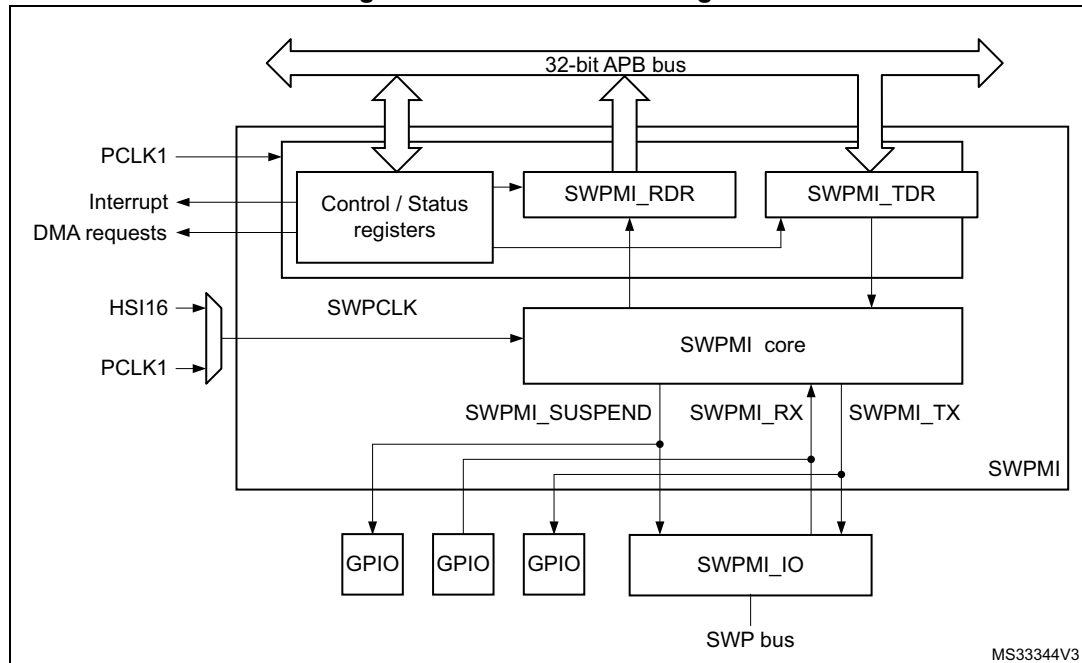 32-bit APB bus
PCLK1
Interrupt
DMA requests
Control / Status
registers
SWPMI_RDR
SWPMI_TDR
HSI16
PCLK1
SWPCLK
SWPMI core
SWPMI_SUSPEND
SWPMI_RX
SWPMI_TX
SWPMI
GPIO
GPIO
GPIO
SWPMI_IO
SWP bus
MS33344V3